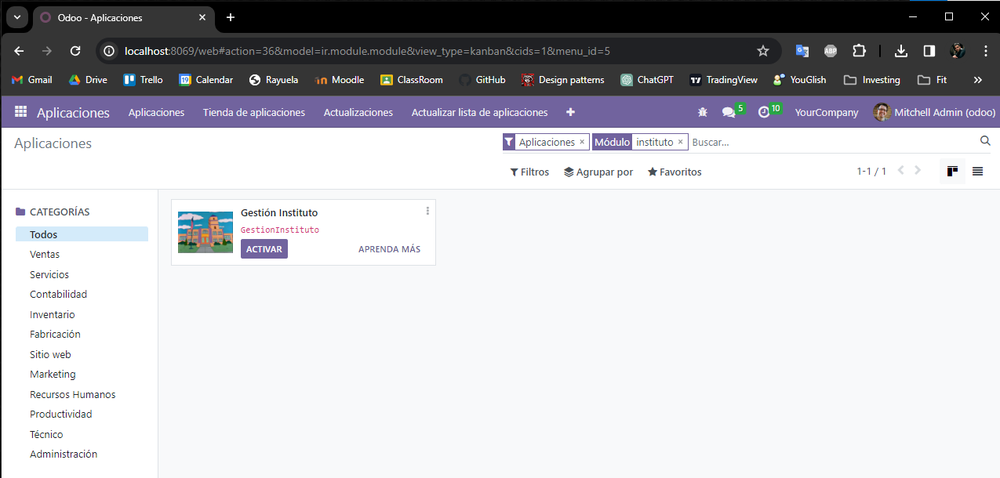 Odoo - Aplicaciones
localhost:8069/web#action=36&model=ir.module.module&view_type=kanban&cids=1&menu_id=5
ABP
Gmail Drive Trello 19 Calendar Rayuela Moodle ClassRoom GitHub Design patterns ChatGPT TradingView YouGlish Investing Fit »
Aplicaciones Aplicaciones Tienda de aplicaciones Actualizaciones Actualizar lista de aplicaciones 5 10 YourCompany Mitchell Admin (odoo)
Aplicaciones
Aplicaciones × Módulo instituto × Buscar...
Filtros Agrupar por Favoritos 1-1 / 1
CATEGORÍAS
Todos
Ventas
Servicios
Contabilidad
Inventario
Fabricación
Sitio web
Marketing
Recursos Humanos
Productividad
Técnico
Administración
Gestión Instituto
GestionInstituto
ACTIVAR APRENDA MÁS